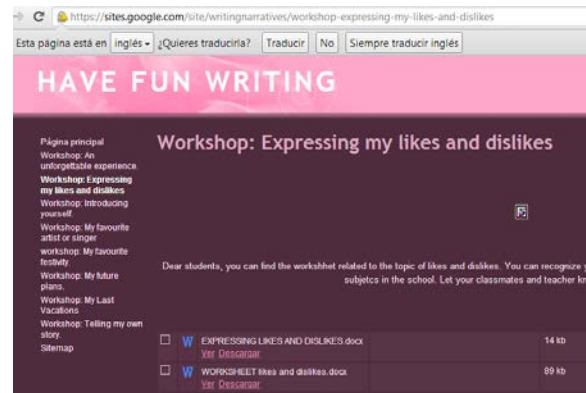 https://sites.google.com/site/writingnarratives/workshop-expressing-my-likes-and-dislikes
Esta página está en inglés ¿Quieres traducirla? Traducir No Siempre traducir inglés
HAVE FUN WRITING
Página principal
Workshop: An
unforgettable experience.
Workshop: Expressing
my likes and dislikes
Workshop: Introducing
yourself.
Workshop: My favourite
artist or singer
workshop: My favourite
festivity.
Workshop: My future
plans.
Workshop: My Last
Vacations
Workshop: Telling my own
story.
Sitemap
Workshop: Expressing my likes and dislikes
Dear students, you can find the workshhet related to the topic of likes and dislikes. You can recognize
subjetcs in the school. Let your classmates and teacher
EXPRESSING LIKES AND DISLIKES.docx 14 kb
Ver Descargar
WORKSHEET likes and dislikes.docx 89 kb
Ver Descargar